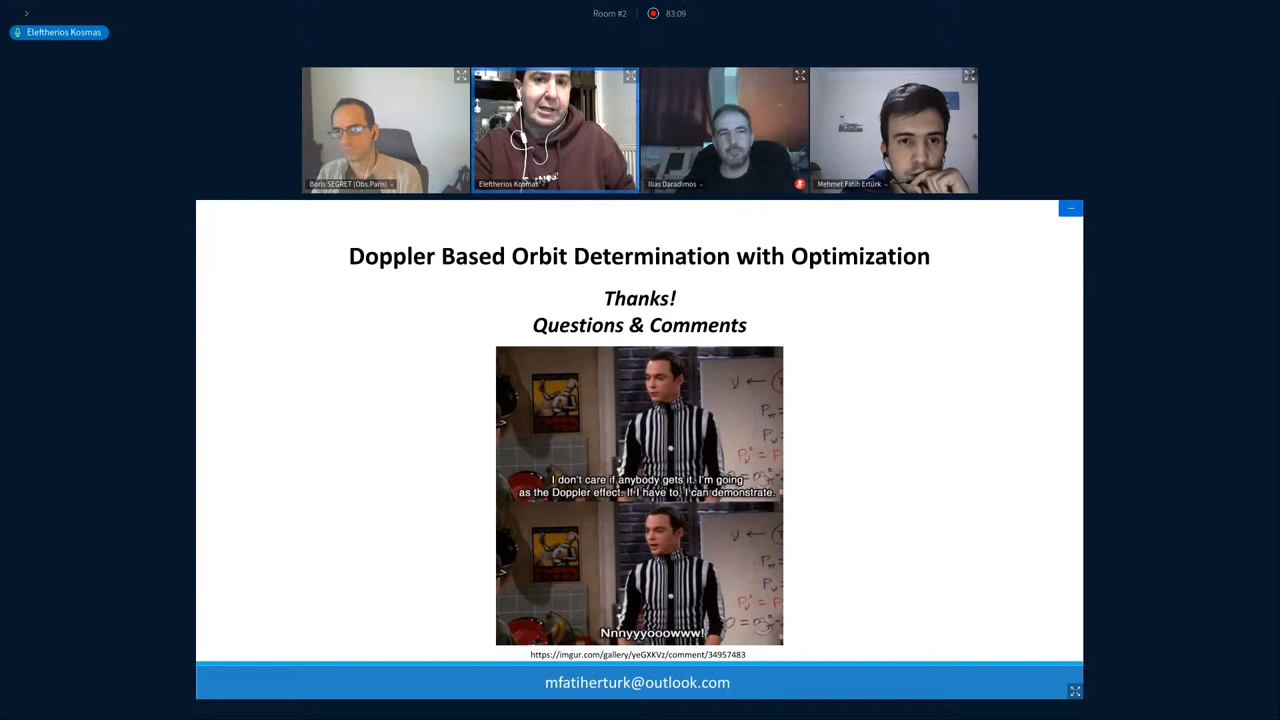 Room #2
83:09
Eleftherios Kosmas
Boris SEGRET (Obs.Paris)
Eleftherios Kosmas
Ilias Daradimos
Mehmet Fatih Ertürk
Doppler Based Orbit Determination with Optimization
Thanks!
Questions & Comments
I don't care if anybody gets it. I'm going
as the Doppler effect. If I have to, I can demonstrate.
Nnnyyyooowww!
https://imgur.com/gallery/yeGXKVz/comment/34957483
mfatiherturk@outlook.com